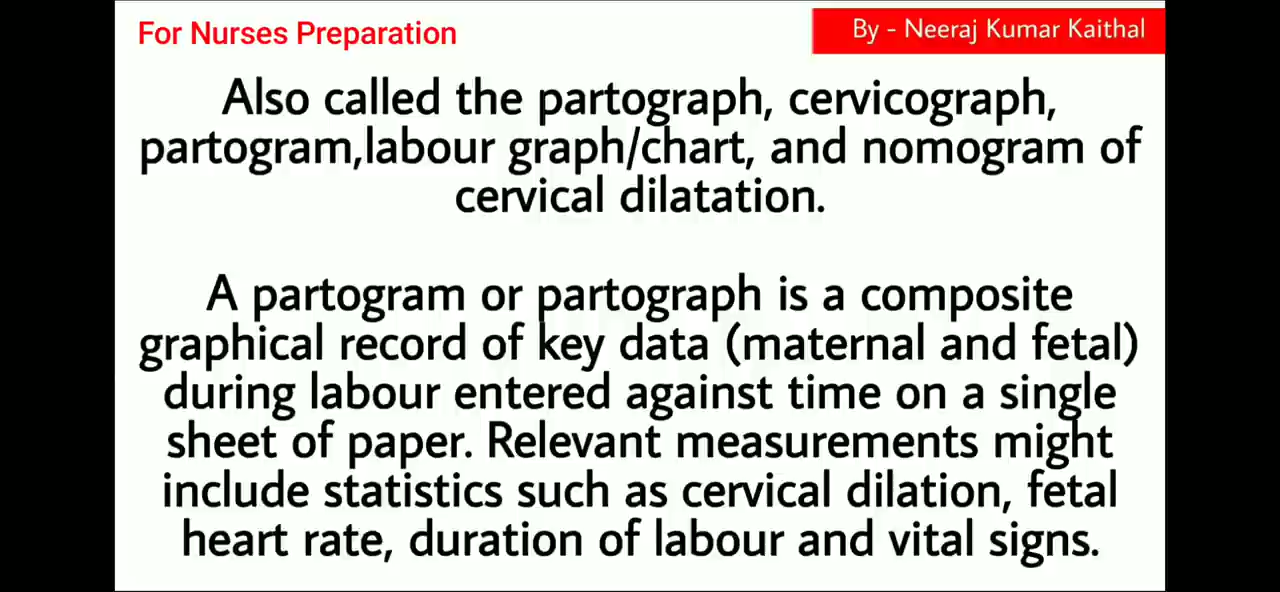 For Nurses Preparation
By - Neeraj Kumar Kaithal
Also called the partograph, cervicograph,
partogram,labour graph/chart, and nomogram of
cervical dilatation.
A partogram or partograph is a composite
graphical record of key data (maternal and fetal)
during labour entered against time on a single
sheet of paper. Relevant measurements might
include statistics such as cervical dilation, fetal
heart rate, duration of labour and vital signs.